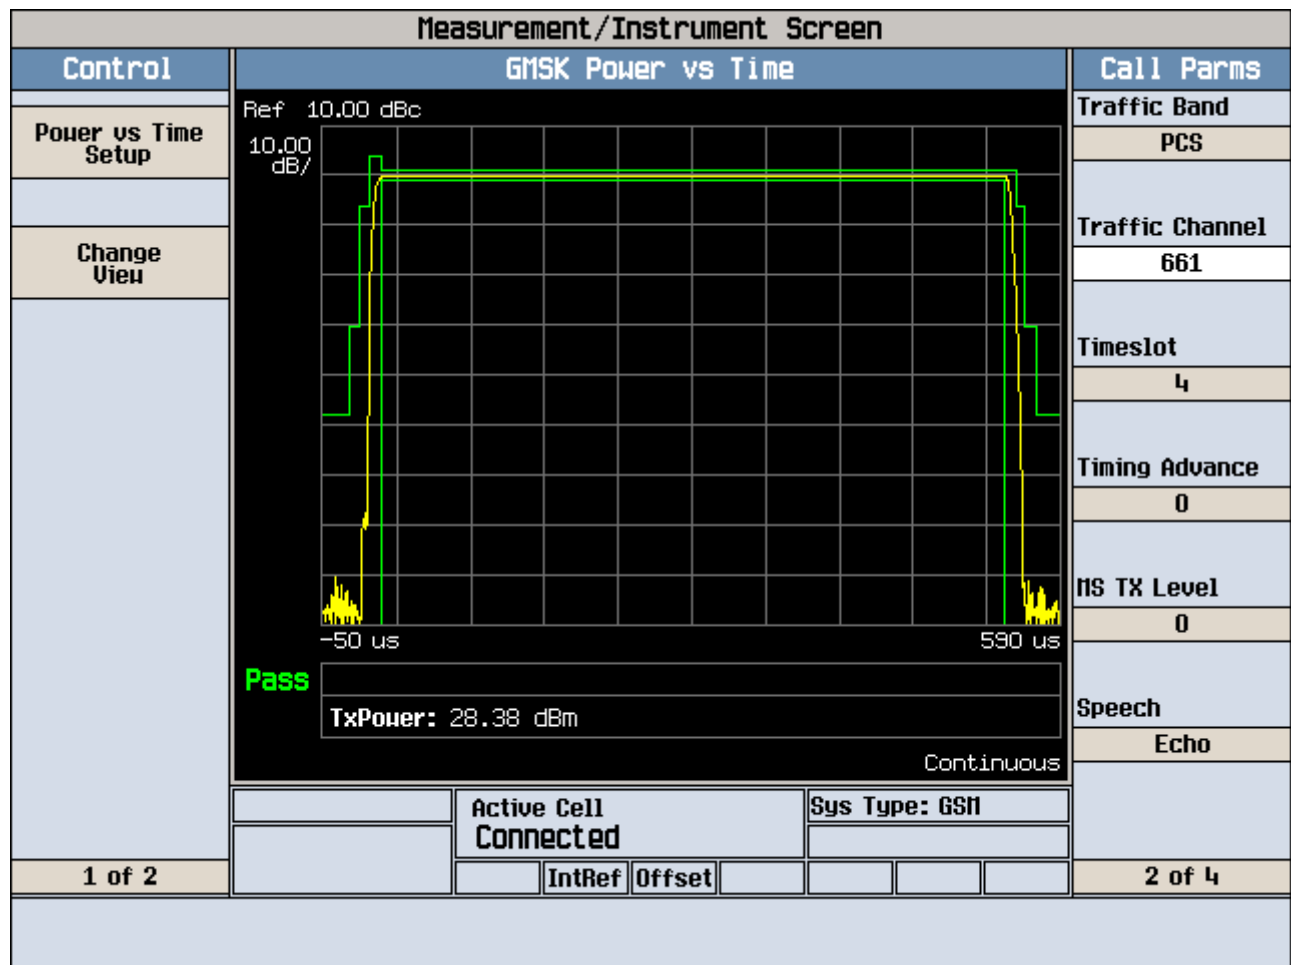 Measurement/Instrument Screen
Control
GMSK Power vs Time
Call Parms
Power vs Time
Setup
Change
View
1 of 2
Ref 10.00 dBc
10.00
dB/
-50 us
590 us
Pass
TxPower: 28.38 dBm
Continuous
Active Cell
Connected
Sys Type: GSM
IntRef
Offset
Traffic Band
PCS
Traffic Channel
661
Timeslot
4
Timing Advance
0
MS TX Level
0
Speech
Echo
2 of 4